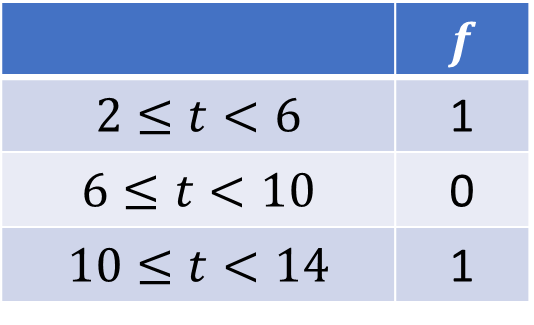 f
2 ≤ t < 6 1
6 ≤ t < 10 0
10 ≤ t < 14 1